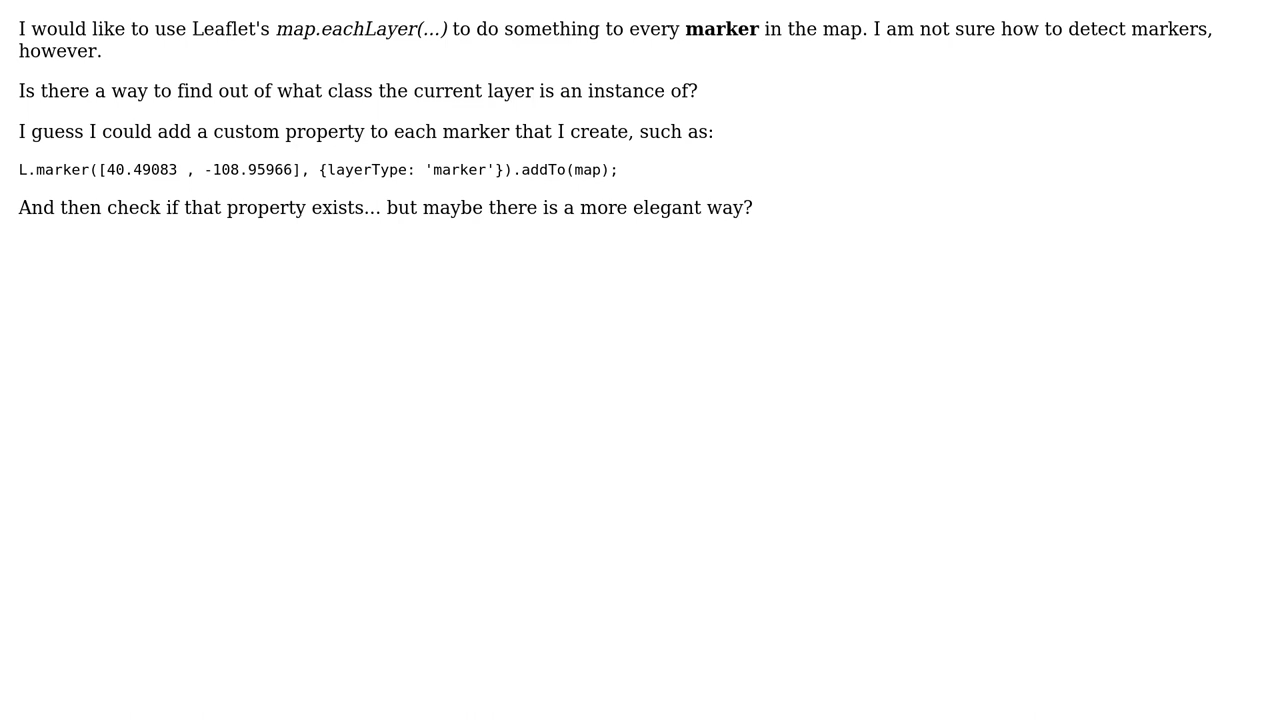 I would like to use Leaflet's map.eachLayer(...) to do something to every marker in the map. I am not sure how to detect markers,
however.
Is there a way to find out of what class the current layer is an instance of?
I guess I could add a custom property to each marker that I create, such as:
L.marker([40.49083 , -108.95966], {layerType: 'marker'}).addTo(map);
And then check if that property exists... but maybe there is a more elegant way?